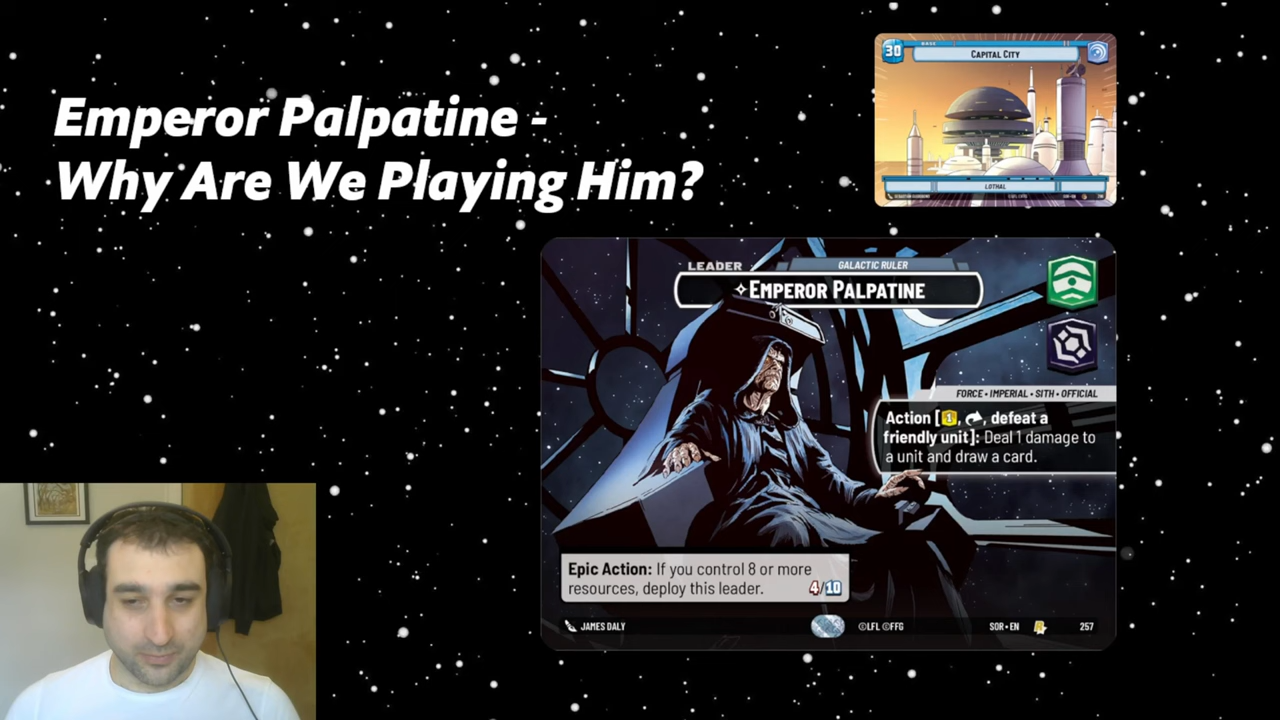 Emperor Palpatine -
Why Are We Playing Him?
30
BASE
CAPITAL CITY
LOTHAL
LEADER
GALACTIC RULER
EMPEROR PALPATINE
FORCE • IMPERIAL • SITH • OFFICIAL
Action [1, , defeat a
friendly unit]: Deal 1 damage to
a unit and draw a card.
Epic Action: If you control 8 or more
resources, deploy this leader.
4/10
JAMES DALY
©LFL ©FFG
SOR • EN
257